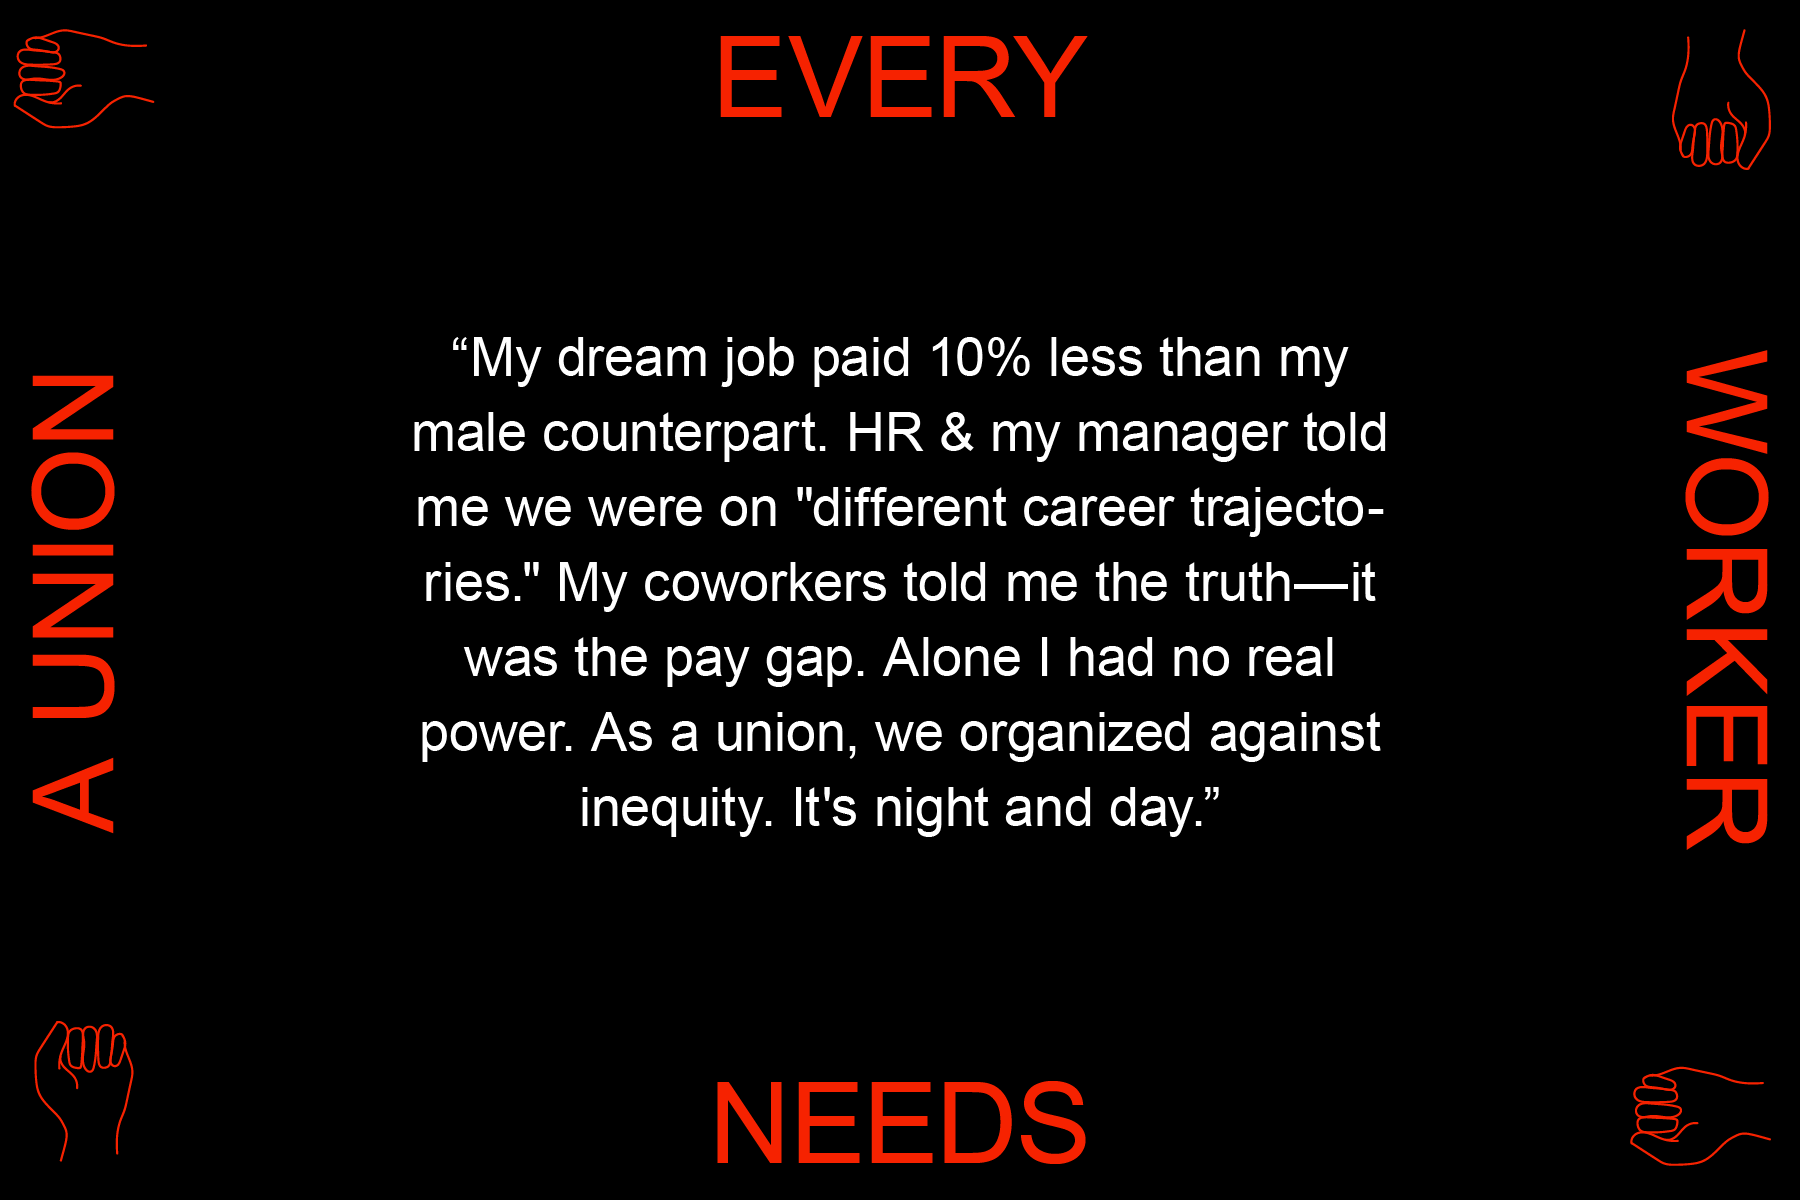 EVERY
WORKER
NEEDS
A UNION
“My dream job paid 10% less than my
male counterpart. HR & my manager told
me we were on "different career trajecto-
ries." My coworkers told me the truth—it
was the pay gap. Alone I had no real
power. As a union, we organized against
inequity. It's night and day.”